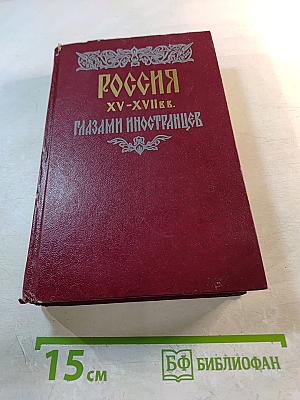 РОССИЯ
XV-XVII вв.
ГЛАЗАМИ ИНОСТРАНЦЕВ
15 см
БФ БИБЛИОФАН